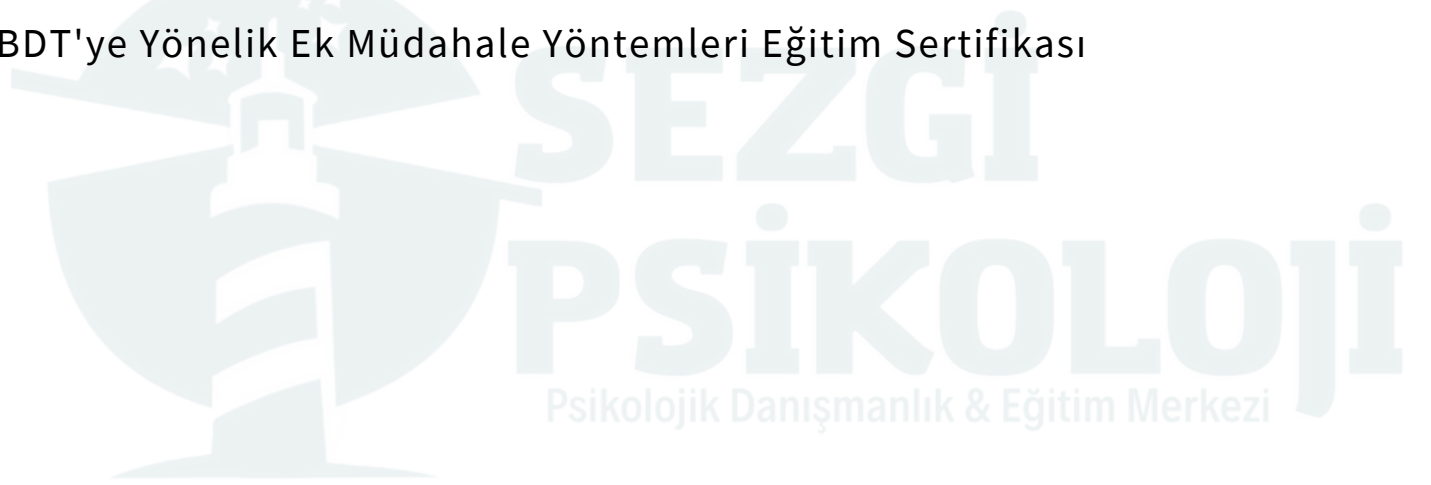 BDT'ye Yönelik Ek Müdahale Yöntemleri Eğitim Sertifikası
SEZGİ
PSİKOLOJİ
Psikolojik Danışmanlık & Eğitim Merkezi